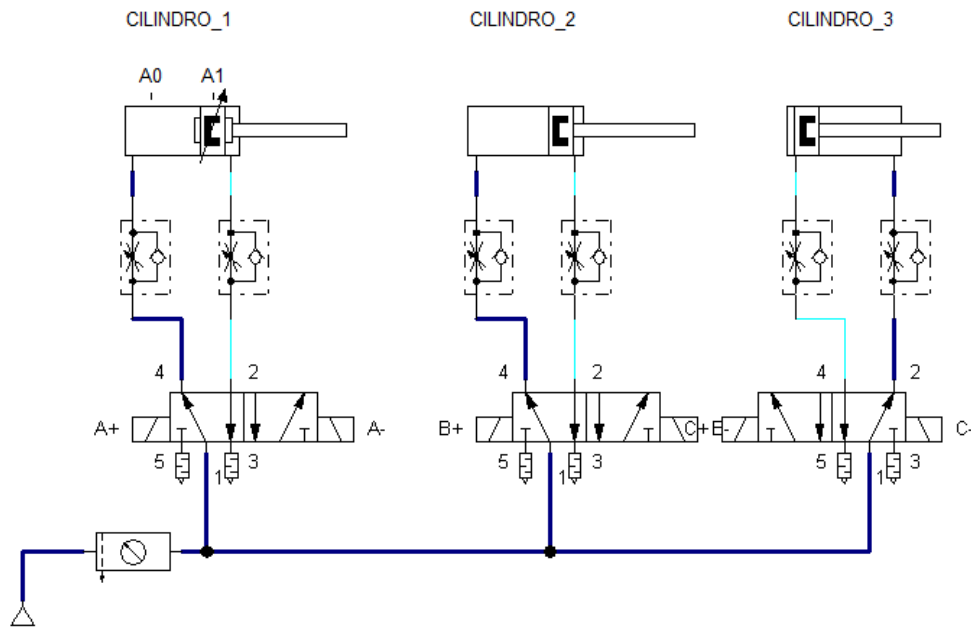 CILINDRO_1 CILINDRO_2 CILINDRO_3
A0 A1
4 2 4 2 4 2
A+ A- B+ C+ B- C-
5 1 3 5 1 3 5 1 3